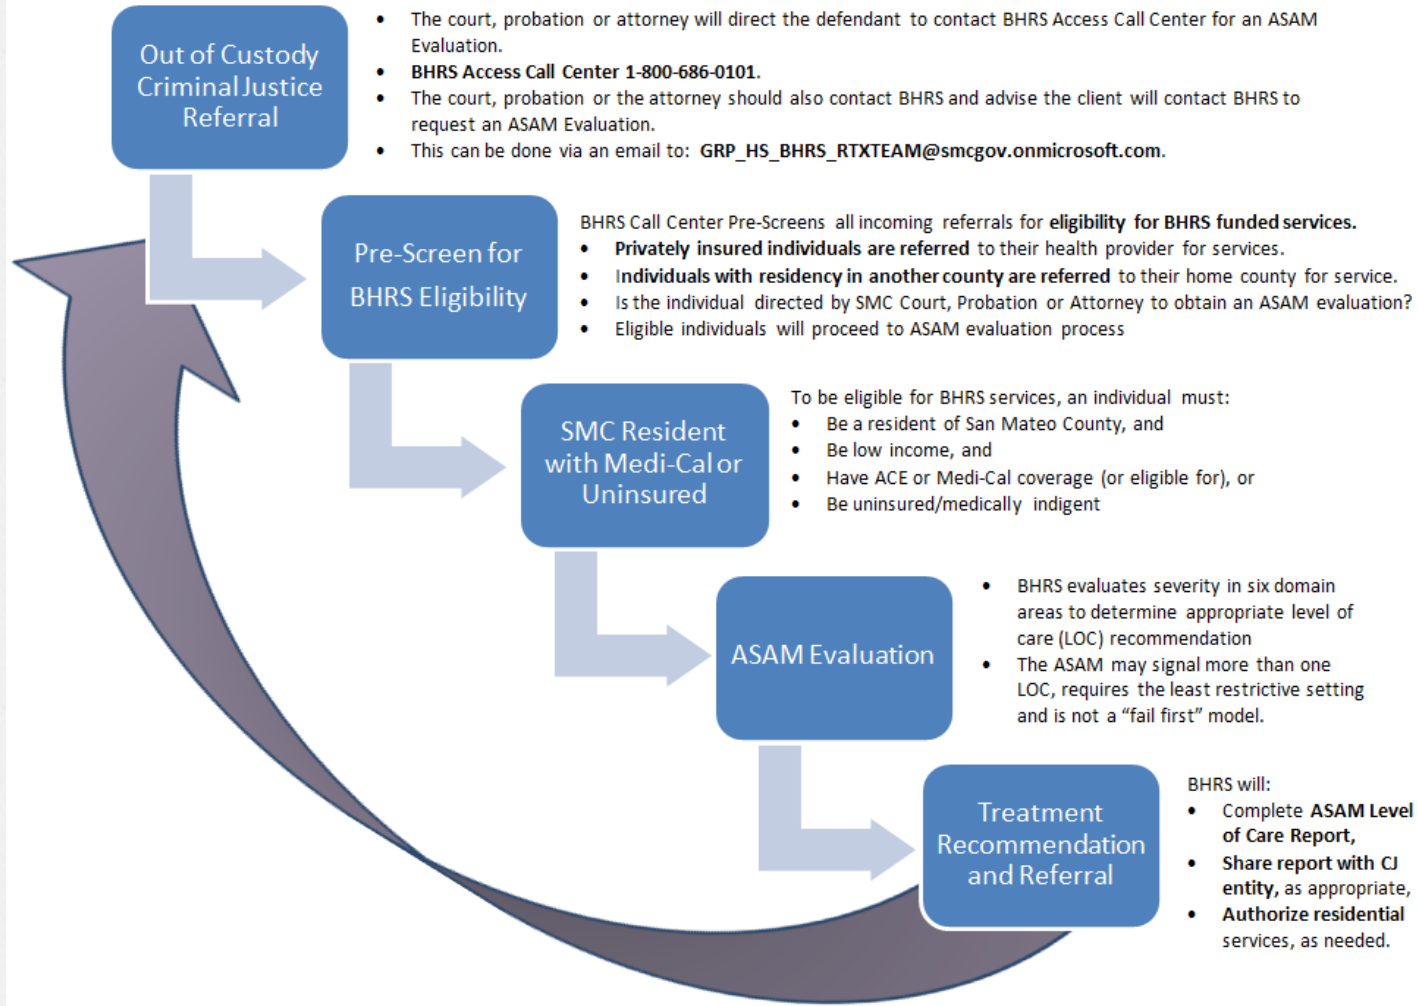 Out of Custody
Criminal Justice
Referral
• The court, probation or attorney will direct the defendant to contact BHRS Access Call Center for an ASAM
Evaluation.
• BHRS Access Call Center 1-800-686-0101.
• The court, probation or the attorney should also contact BHRS and advise the client will contact BHRS to
request an ASAM Evaluation.
• This can be done via an email to: GRP_HS_BHRS_RTXTEAM@smcgov.onmicrosoft.com.
Pre-Screen for
BHRS Eligibility
BHRS Call Center Pre-Screens all incoming referrals for eligibility for BHRS funded services.
• Privately insured individuals are referred to their health provider for services.
• Individuals with residency in another county are referred to their home county for service.
• Is the individual directed by SMC Court, Probation or Attorney to obtain an ASAM evaluation?
• Eligible individuals will proceed to ASAM evaluation process
SMC Resident
with Medi-Cal or
Uninsured
To be eligible for BHRS services, an individual must:
• Be a resident of San Mateo County, and
• Be low income, and
• Have ACE or Medi-Cal coverage (or eligible for), or
• Be uninsured/medically indigent
ASAM Evaluation
• BHRS evaluates severity in six domain
areas to determine appropriate level of
care (LOC) recommendation
• The ASAM may signal more than one
LOC, requires the least restrictive setting
and is not a “fail first” model.
Treatment
Recommendation
and Referral
BHRS will:
• Complete ASAM Level
of Care Report,
• Share report with CJ
entity, as appropriate,
• Authorize residential
services, as needed.